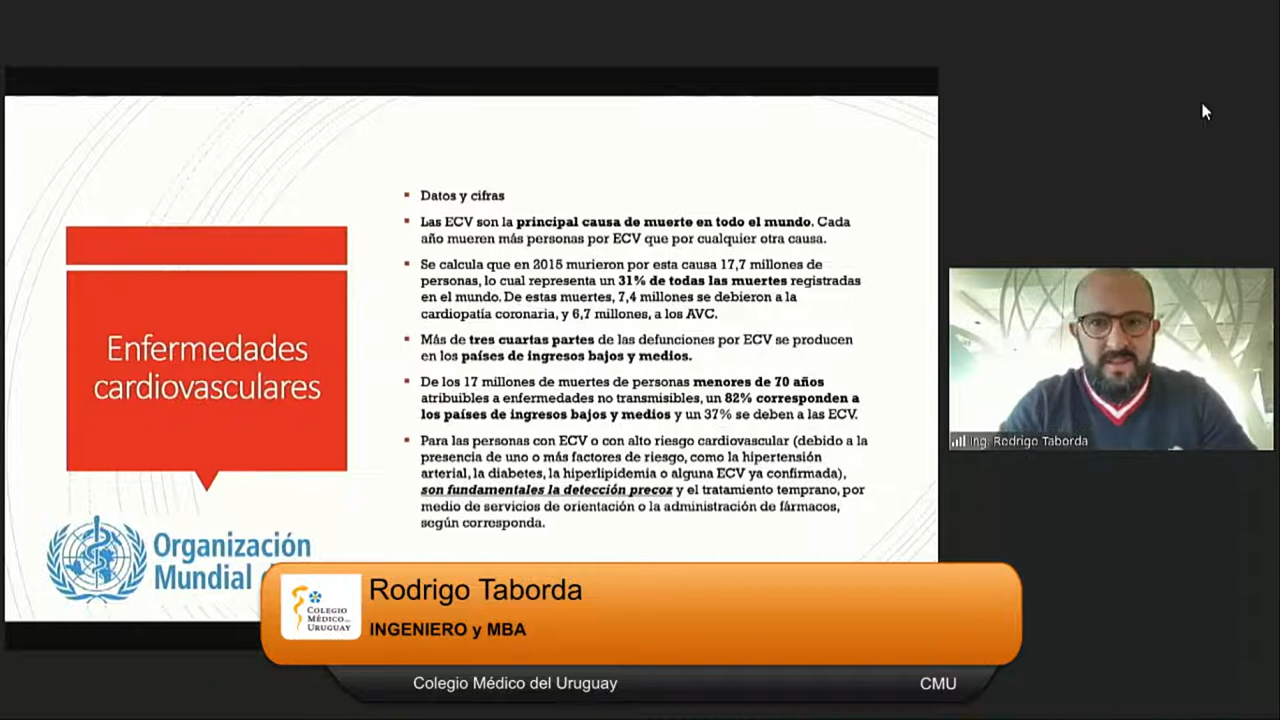 Datos y cifras
Las ECV son la principal causa de muerte en todo el mundo. Cada
año mueren más personas por ECV que por cualquier otra causa.
Se calcula que en 2015 murieron por esta causa 17,7 millones de
personas, lo cual representa un 31% de todas las muertes registradas
en el mundo. De estas muertes, 7,4 millones se debieron a la
cardiopatía coronaria, y 6,7 millones, a los AVC.
Más de tres cuartas partes de las defunciones por ECV se producen
en los países de ingresos bajos y medios.
De los 17 millones de muertes de personas menores de 70 años
atribuibles a enfermedades no transmisibles, un 82% corresponden a
los países de ingresos bajos y medios y un 37% se deben a las ECV.
Para las personas con ECV o con alto riesgo cardiovascular (debido a la
presencia de uno o más factores de riesgo, como la hipertensión
arterial, la diabetes, la hiperlipidemia o alguna ECV ya confirmada),
son fundamentales la detección precoz y el tratamiento temprano, por
medio de servicios de orientación o la administración de fármacos,
según corresponda.
Enfermedades
cardiovasculares
Organización
Mundial
Ing. Rodrigo Taborda
COLEGIO
MÉDICO DEL
URUGUAY
Rodrigo Taborda
INGENIERO y MBA
Colegio Médico del Uruguay
CMU